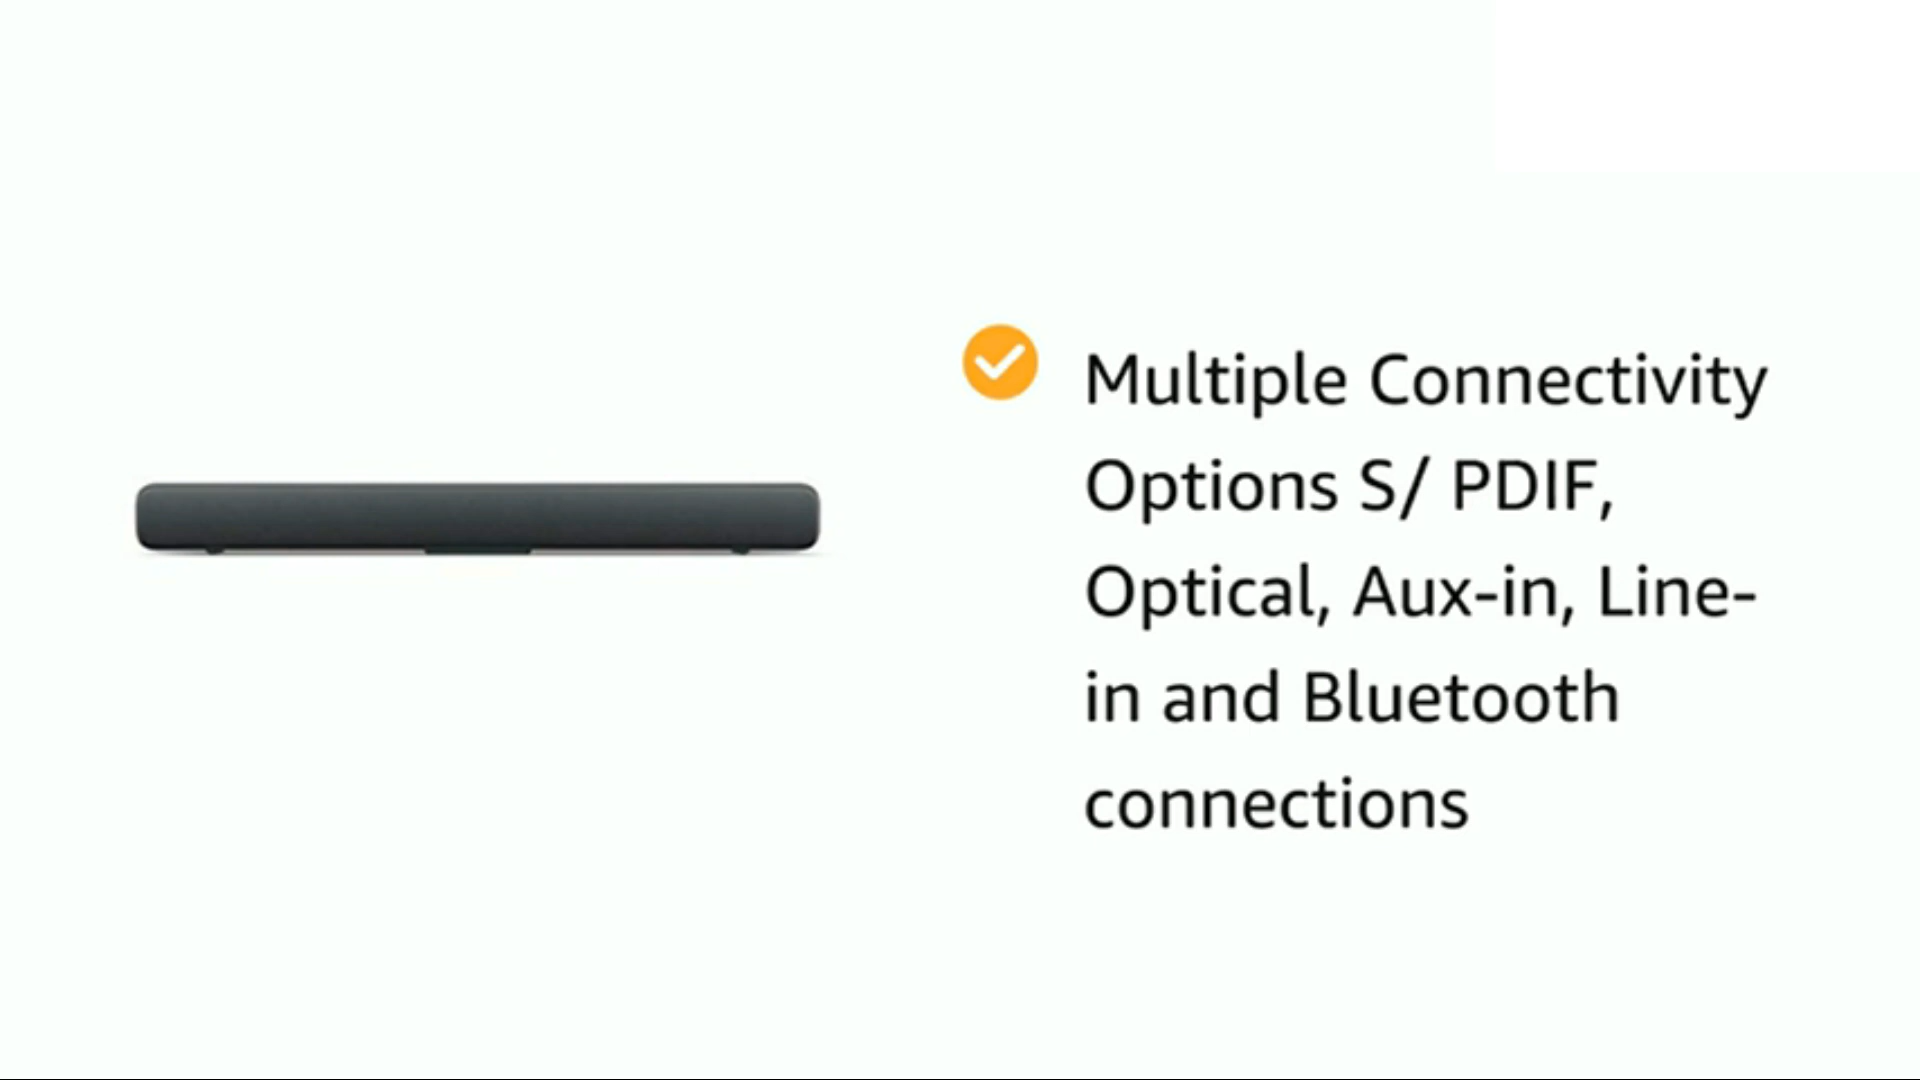 Multiple Connectivity
Options S/ PDIF,
Optical, Aux-in, Line-
in and Bluetooth
connections